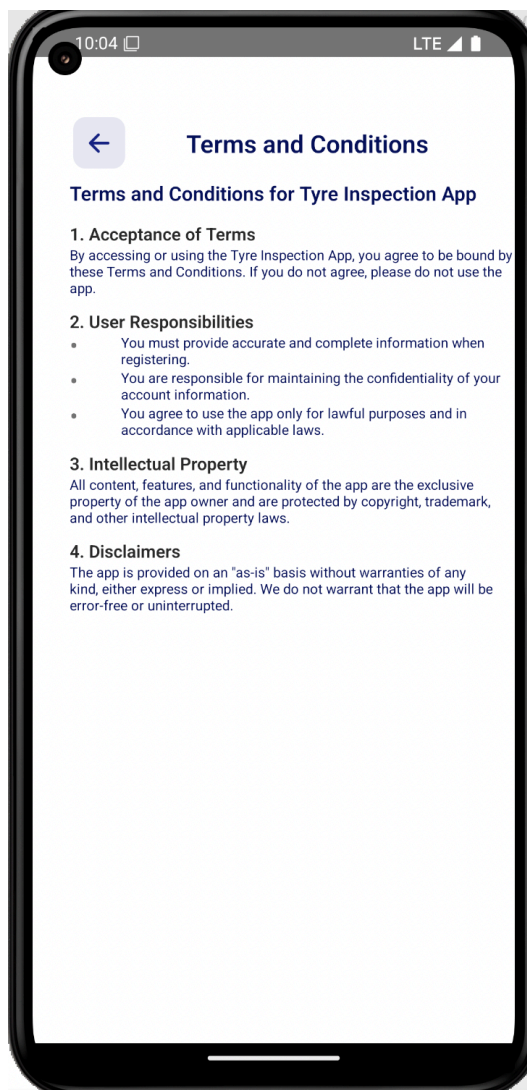 10:04 LTE
Terms and Conditions
Terms and Conditions for Tyre Inspection App
1. Acceptance of Terms
By accessing or using the Tyre Inspection App, you agree to be bound by
these Terms and Conditions. If you do not agree, please do not use the
app.
2. User Responsibilities
• You must provide accurate and complete information when
registering.
• You are responsible for maintaining the confidentiality of your
account information.
• You agree to use the app only for lawful purposes and in
accordance with applicable laws.
3. Intellectual Property
All content, features, and functionality of the app are the exclusive
property of the app owner and are protected by copyright, trademark,
and other intellectual property laws.
4. Disclaimers
The app is provided on an "as-is" basis without warranties of any
kind, either express or implied. We do not warrant that the app will be
error-free or uninterrupted.